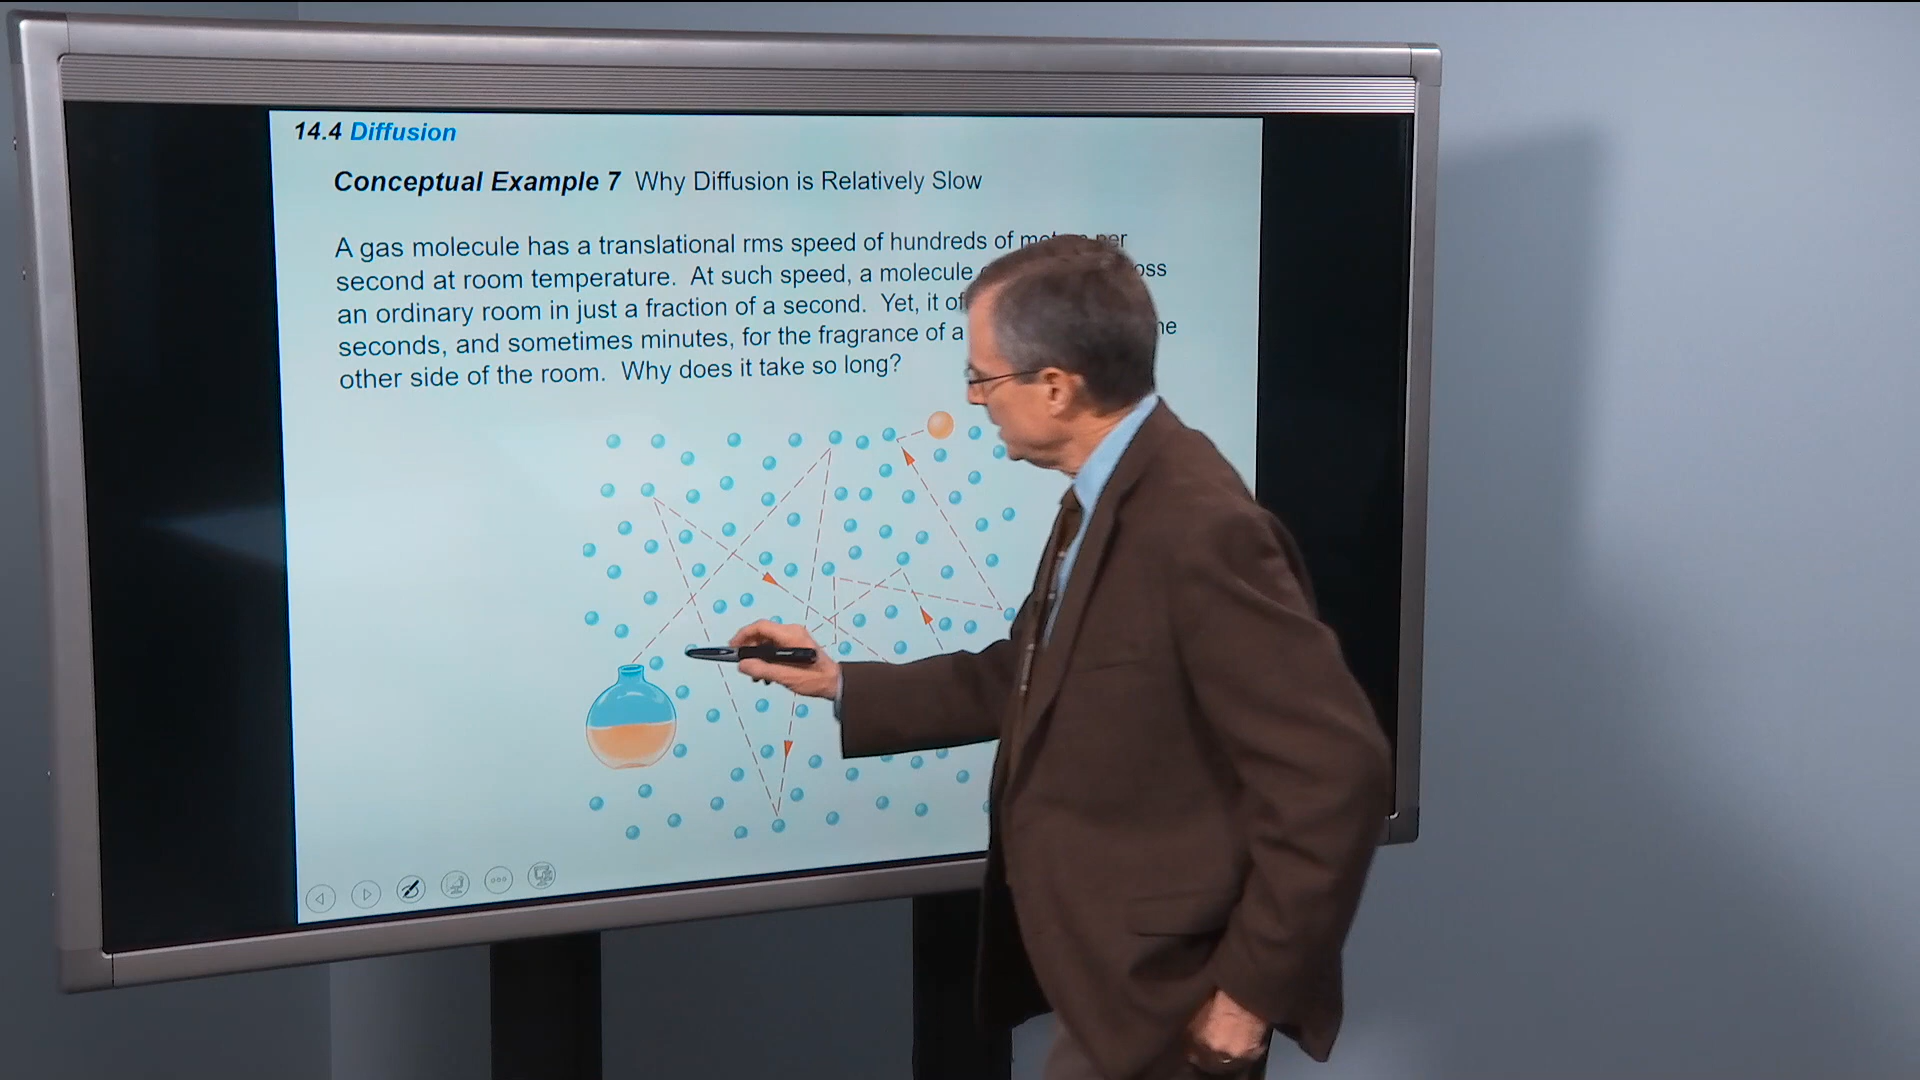 14.4 Diffusion
Conceptual Example 7 Why Diffusion is Relatively Slow
A gas molecule has a translational rms speed of hundreds of per
second at room temperature. At such speed, a molecule
an ordinary room in just a fraction of a second. Yet, it
seconds, and sometimes minutes, for the fragrance of a
other side of the room. Why does it take so long?